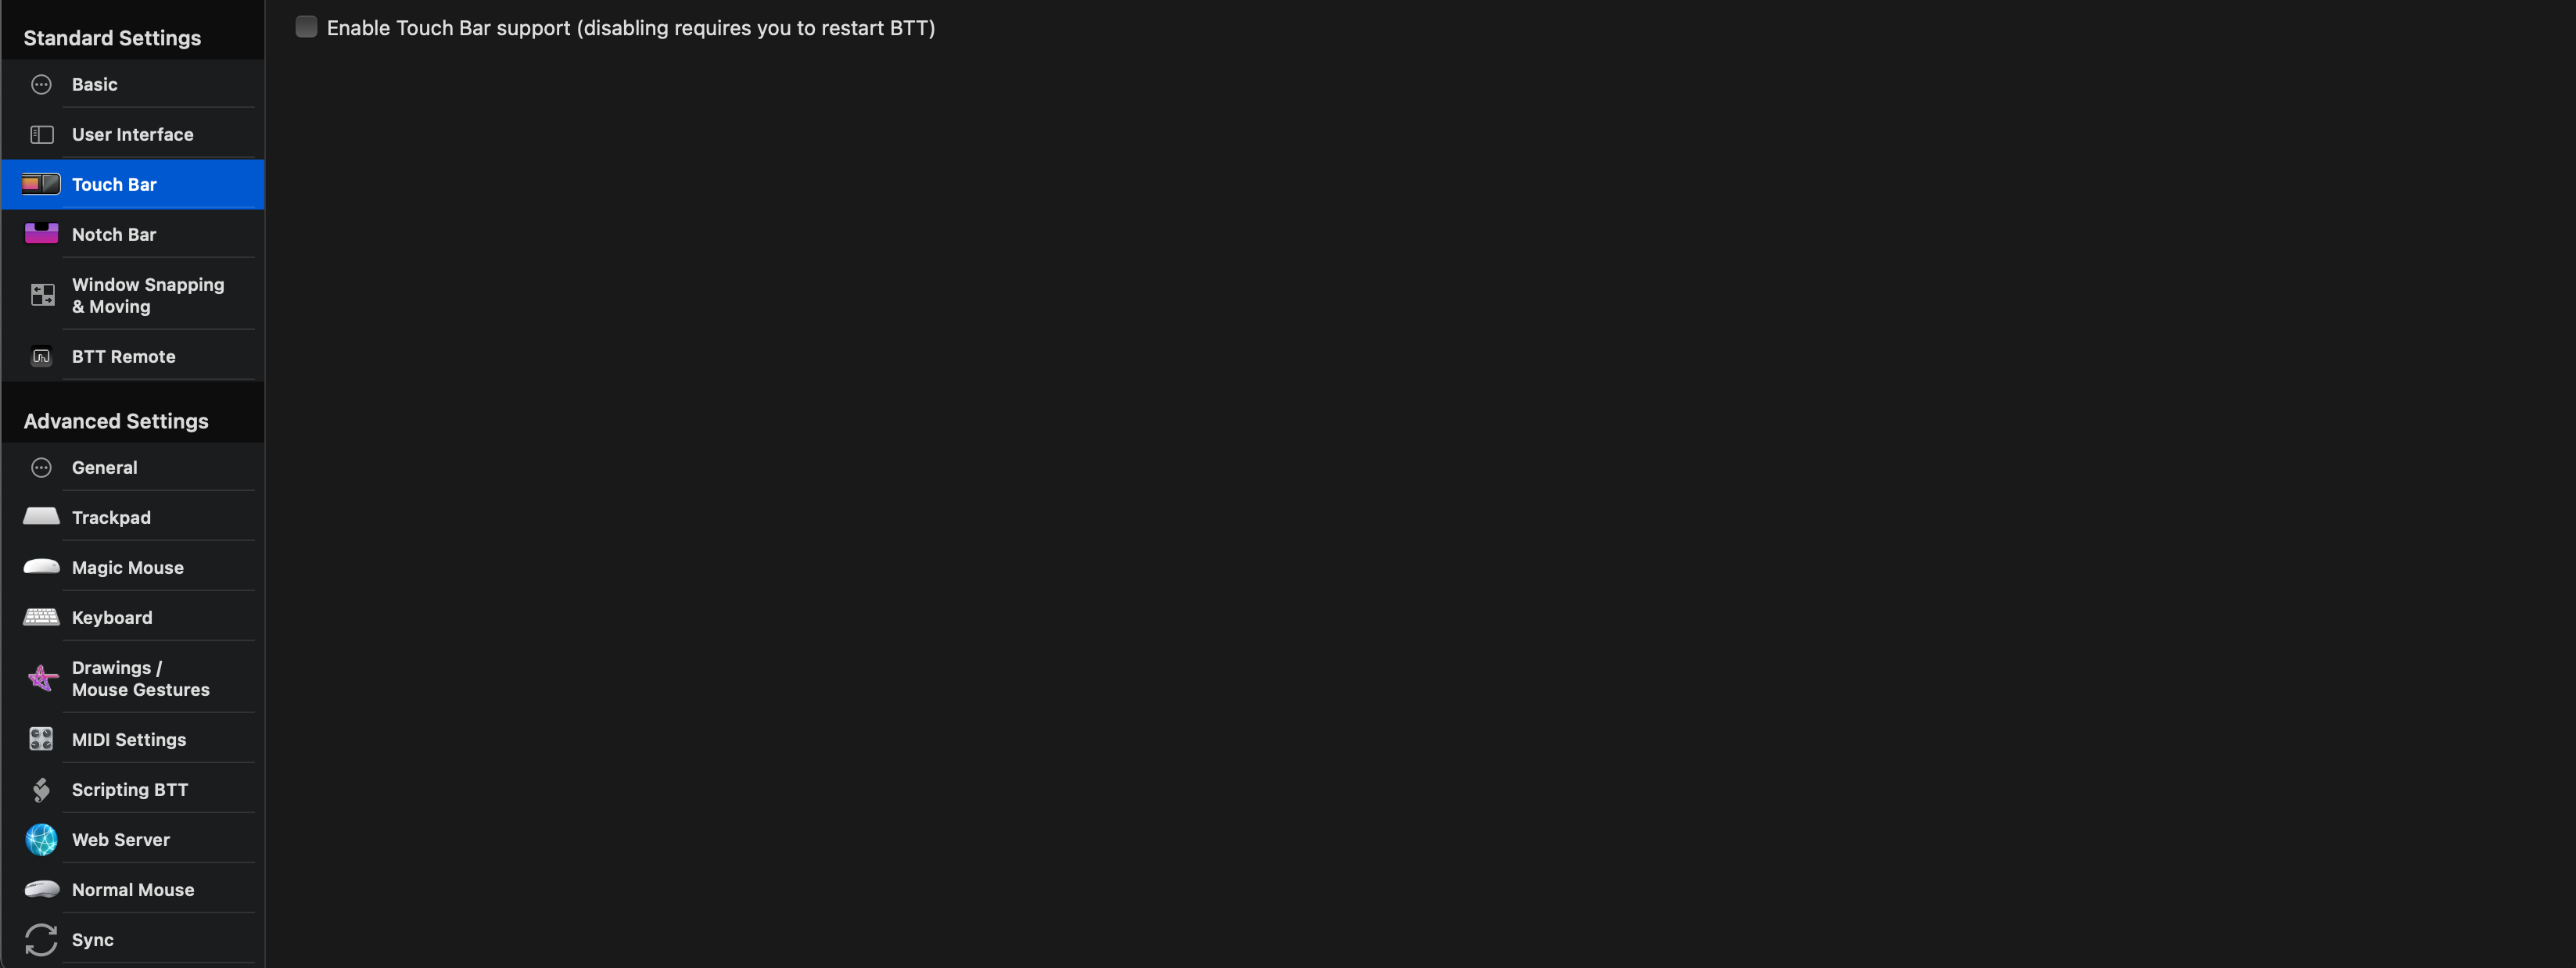 Standard Settings
Basic
User Interface
Touch Bar
Notch Bar
Window Snapping
& Moving
BTT Remote
Advanced Settings
General
Trackpad
Magic Mouse
Keyboard
Drawings /
Mouse Gestures
MIDI Settings
Scripting BTT
Web Server
Normal Mouse
Sync
Enable Touch Bar support (disabling requires you to restart BTT)